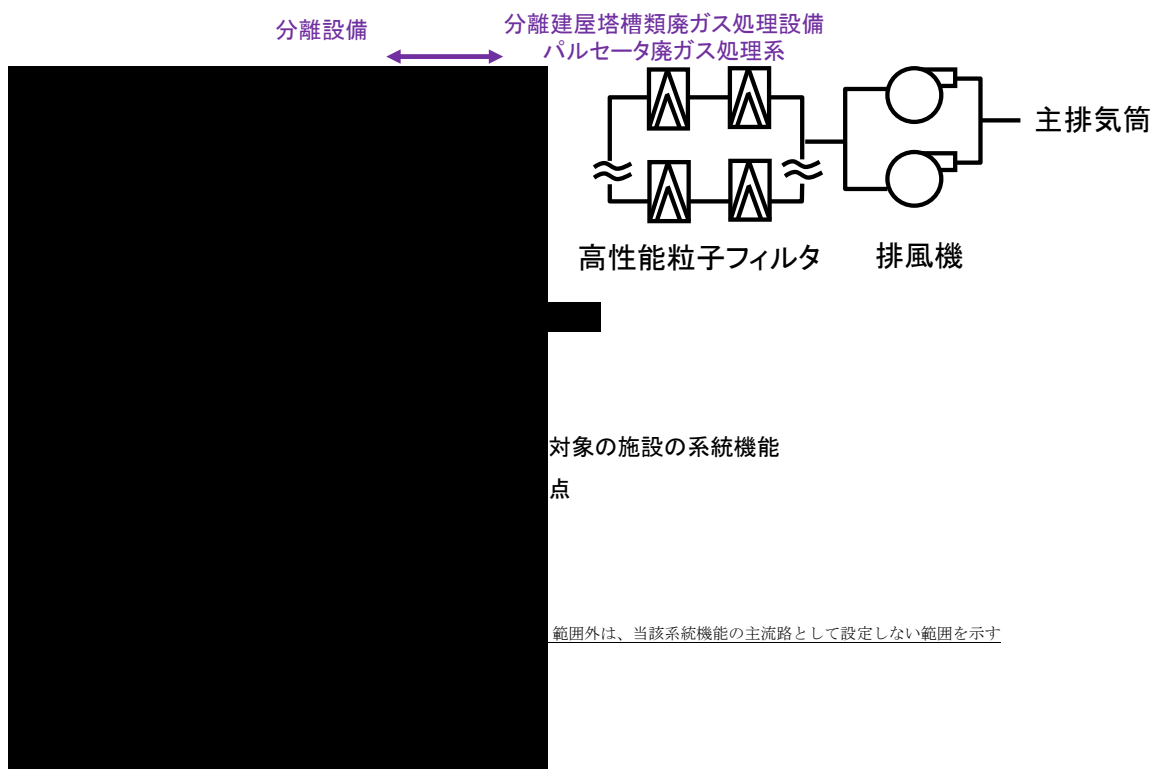 分離設備
分離建屋塔槽類廃ガス処理設備
パルセータ廃ガス処理系
主排気筒
高性能粒子フィルタ
排風機
対象の施設の系統機能
点
範囲外は、当該系統機能の主流路として設定しない範囲を示す